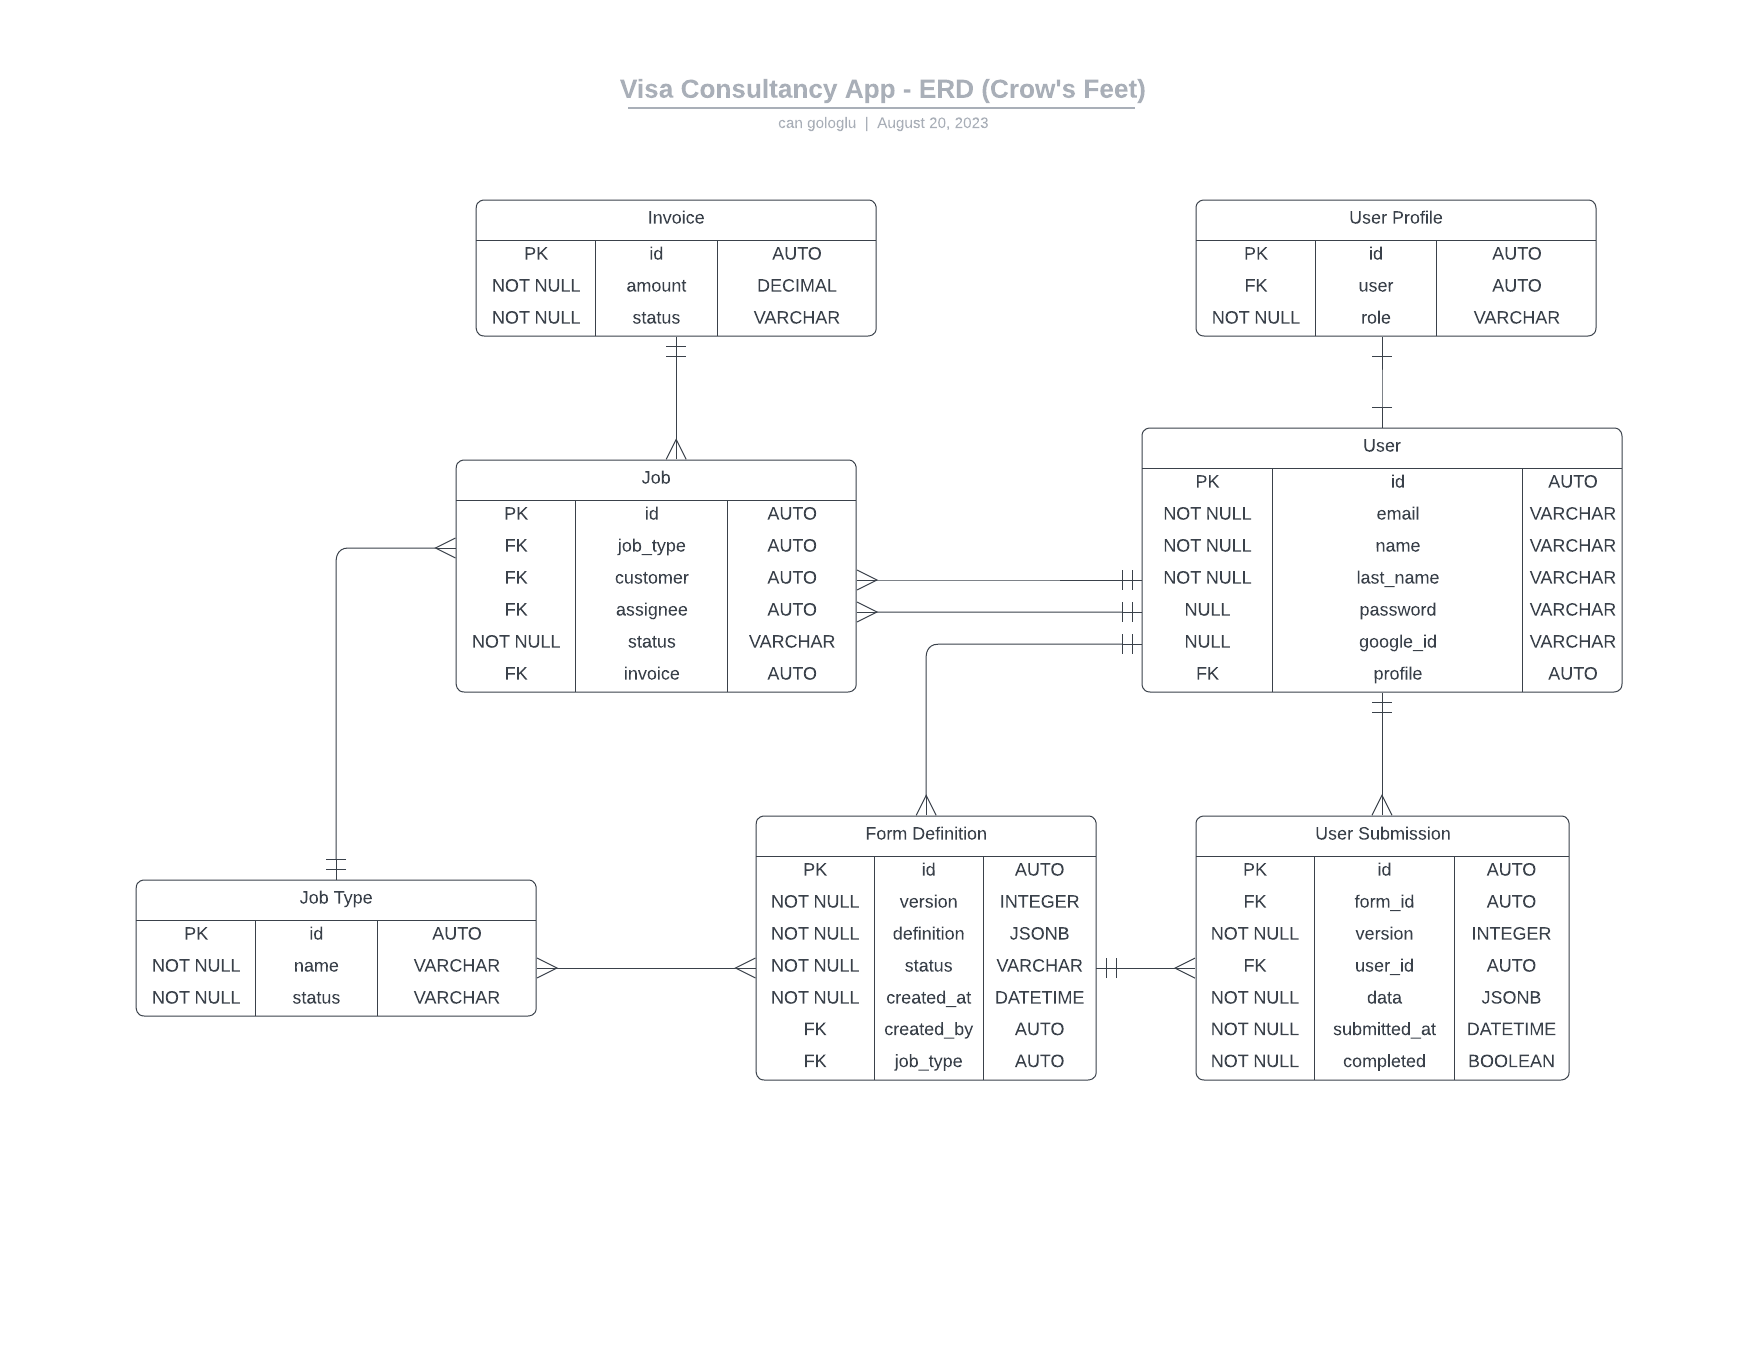 Visa Consultancy App - ERD (Crow's Feet)
can gologlu | August 20, 2023
Invoice
PK id AUTO
NOT NULL amount DECIMAL
NOT NULL status VARCHAR
User Profile
PK id AUTO
FK user AUTO
NOT NULL role VARCHAR
Job
PK id AUTO
FK job_type AUTO
FK customer AUTO
FK assignee AUTO
NOT NULL status VARCHAR
FK invoice AUTO
User
PK id AUTO
NOT NULL email VARCHAR
NOT NULL name VARCHAR
NOT NULL last_name VARCHAR
NULL password VARCHAR
NULL google_id VARCHAR
FK profile AUTO
Job Type
PK id AUTO
NOT NULL name VARCHAR
NOT NULL status VARCHAR
Form Definition
PK id AUTO
NOT NULL version INTEGER
NOT NULL definition JSONB
NOT NULL status VARCHAR
NOT NULL created_at DATETIME
FK created_by AUTO
FK job_type AUTO
User Submission
PK id AUTO
FK form_id AUTO
NOT NULL version INTEGER
FK user_id AUTO
NOT NULL data JSONB
NOT NULL submitted_at DATETIME
NOT NULL completed BOOLEAN